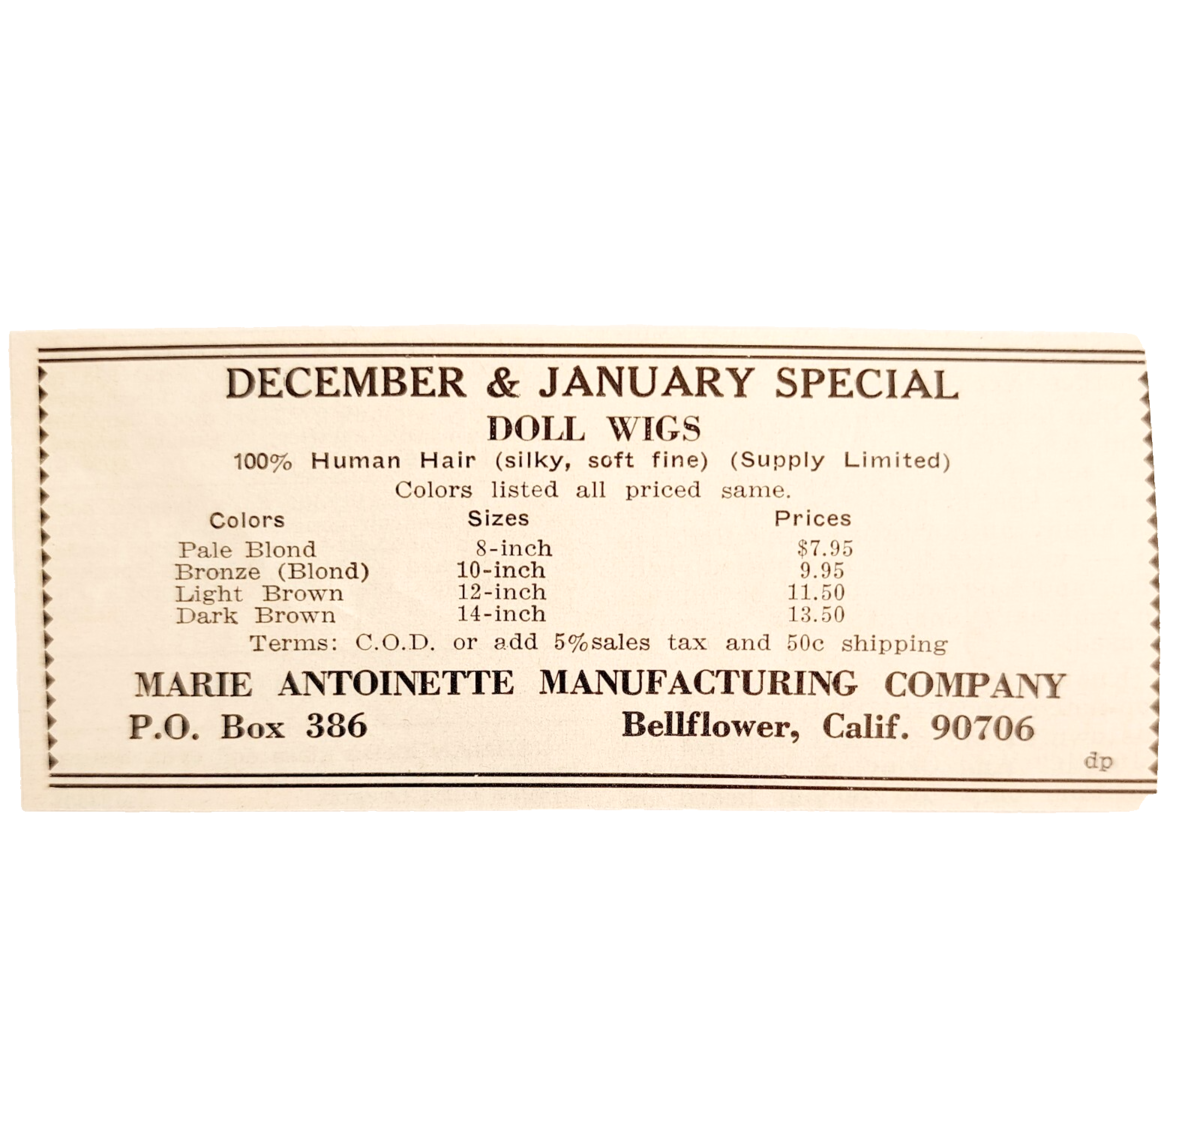 DECEMBER & JANUARY SPECIAL
DOLL WIGS
100% Human Hair (silky, soft fine) (Supply Limited)
Colors listed all priced same.
Colors Sizes Prices
Pale Blond 8-inch $7.95
Bronze (Blond) 10-inch 9.95
Light Brown 12-inch 11.50
Dark Brown 14-inch 13.50
Terms: C.O.D. or add 5%sales tax and 50c shipping
MARIE ANTOINETTE MANUFACTURING COMPANY
P.O. Box 386 Bellflower, Calif. 90706
dp